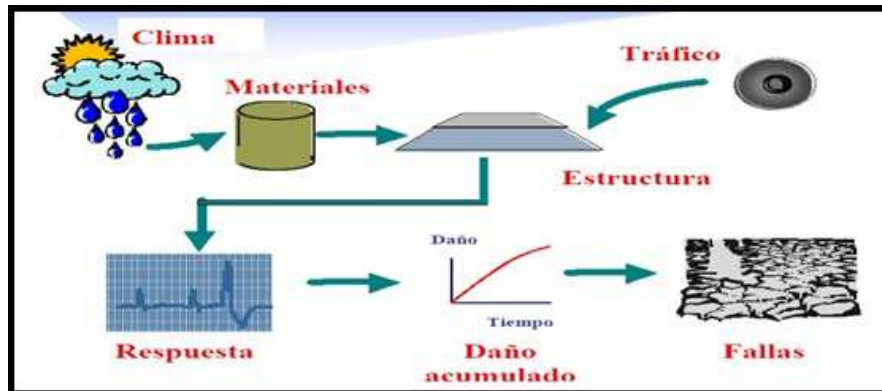 Clima
Tráfico
Materiales
Estructura
Daño
Tiempo
Respuesta
Daño
acumulado
Fallas